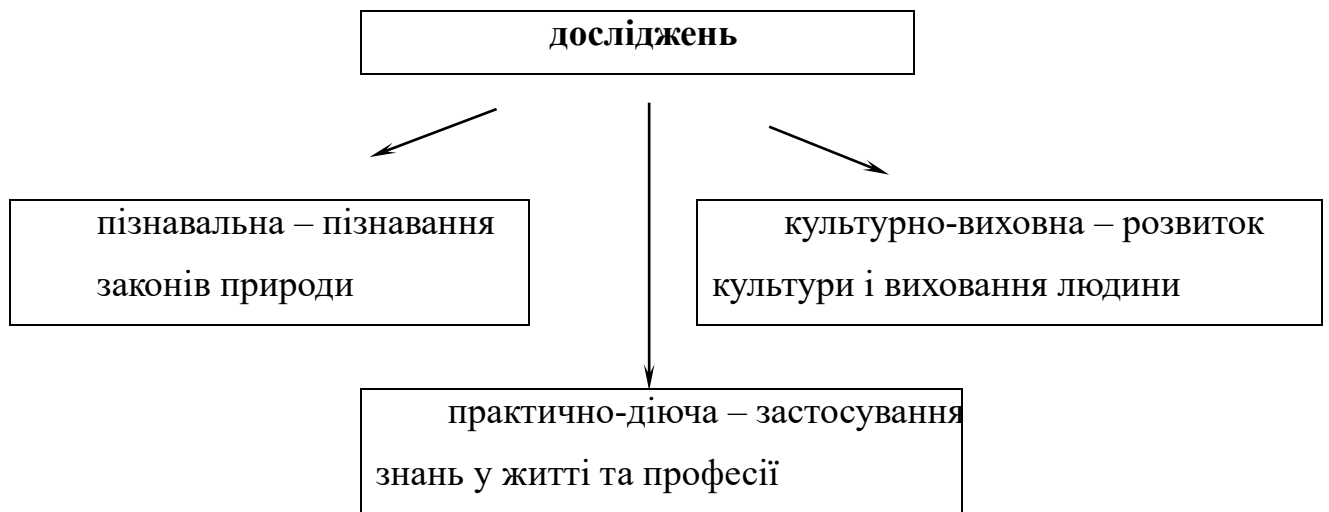 досліджень
пізнавальна – пізнавання
законів природи
культурно-виховна – розвиток
культури і виховання людини
практично-діюча – застосування
знань у житті та професії